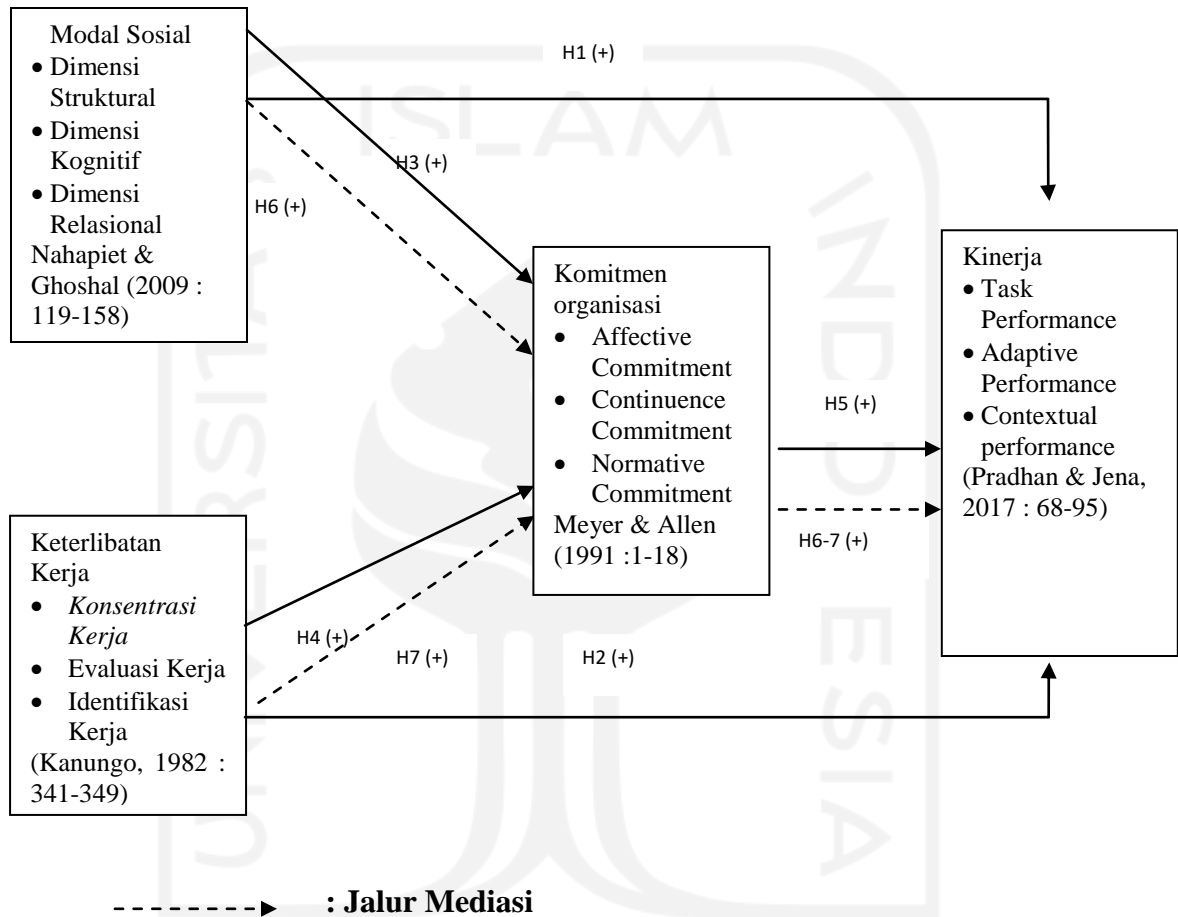 Modal Sosial
• Dimensi
Struktural
• Dimensi
Kognitif
• Dimensi
Relasional
Nahapiet &
Ghoshal (2009 :
119-158)
H1 (+)
H3 (+)
H6 (+)
Komitmen
organisasi
• Affective
Commitment
• Continuence
Commitment
• Normative
Commitment
Meyer & Allen
(1991 :1-18)
H5 (+)
H6-7 (+)
Kinerja
• Task
Performance
• Adaptive
Performance
• Contextual
performance
(Pradhan & Jena,
2017 : 68-95)
Keterlibatan
Kerja
• Konsentrasi
Kerja
• Evaluasi Kerja
• Identifikasi
Kerja
(Kanungo, 1982 :
341-349)
H4 (+)
H7 (+)
H2 (+)
: Jalur Mediasi
UNIVERSITAS
ISLAM
INDONESIA